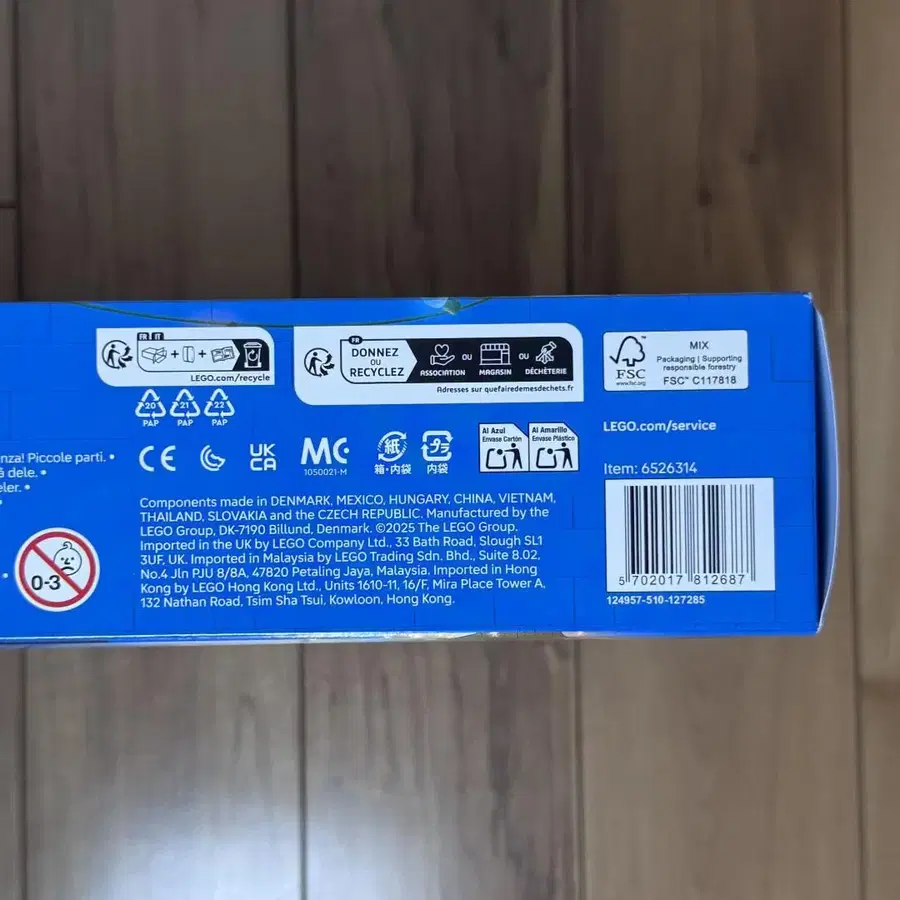 FR IT
LEGO.com/recycle
FR
DONNEZ
OU
RECYCLEZ
ASSOCIATION
OU
MAGASIN
OU
DÉCHÈTERIE
Adresses sur quefairedemesdechets.fr
FSC
www.fsc.org
MIX
Packaging | Supporting
responsible forestry
FSC™ C117818
20
PAP
21
PAP
22
PAP
LEGO.com/service
CE
UK
CA
MC
1050021-M
紙
箱・内袋
プラ
内袋
Al Azul
Envase Cartón
Al Amarillo
Envase Plástico
Item: 6526314
nza! Piccole parti. •
å dele. •
eler. •
0-3
Components made in DENMARK, MEXICO, HUNGARY, CHINA, VIETNAM,
THAILAND, SLOVAKIA and the CZECH REPUBLIC. Manufactured by the
LEGO Group, DK-7190 Billund, Denmark. ©2025 The LEGO Group.
Imported in the UK by LEGO Company Ltd., 33 Bath Road, Slough SL1
3UF, UK. Imported in Malaysia by LEGO Trading Sdn. Bhd., Suite 8.02,
No.4 Jln PJU 8/8A, 47820 Petaling Jaya, Malaysia. Imported in Hong
Kong by LEGO Hong Kong Ltd., Units 1610-11, 16/F, Mira Place Tower A,
132 Nathan Road, Tsim Sha Tsui, Kowloon, Hong Kong.
5 702017 812687
124957-510-127285